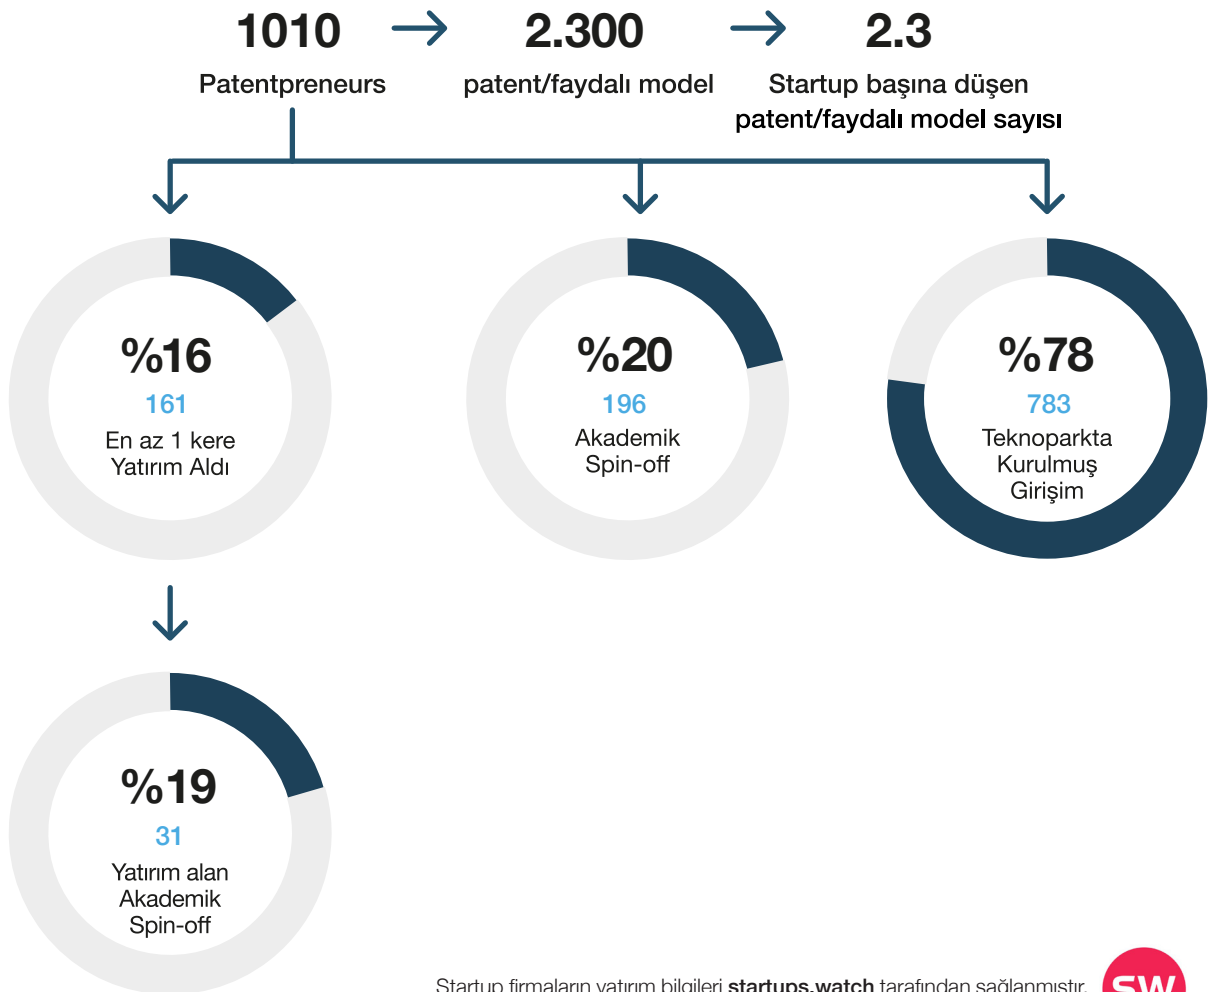 1010
Patentpreneurs
2.300
patent/faydalı model
2.3
Startup başına düşen
patent/faydalı model sayısı
%16
161
En az 1 kere
Yatırım Aldı
%20
196
Akademik
Spin-off
%78
783
Teknoparkta
Kurulmuş
Girişim
%19
31
Yatırım alan
Akademik
Spin-off
Startup firmaların yatırım bilgileri startups.watch tarafından sağlanmıştır.
SW